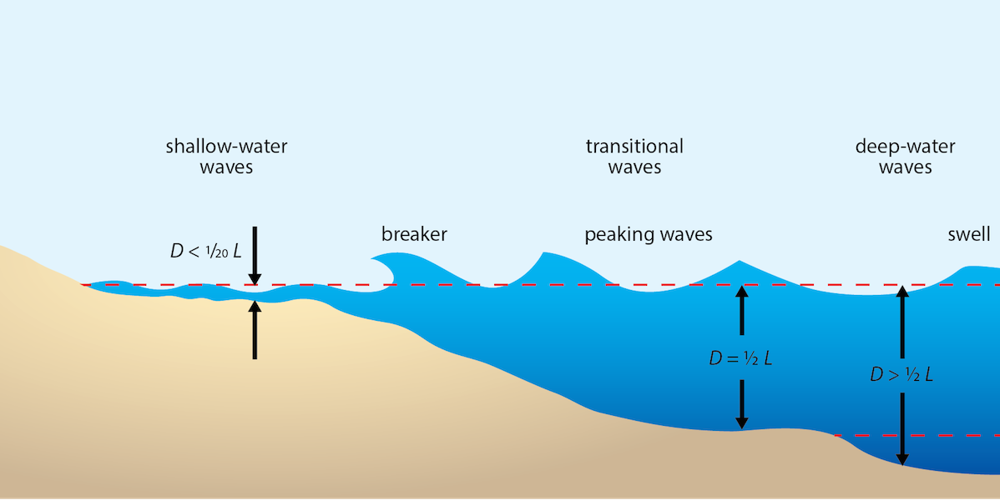 shallow-water
waves
transitional
waves
deep-water
waves
breaker
peaking waves
swell
D < 1/20 L
D = ½ L
D > ½ L